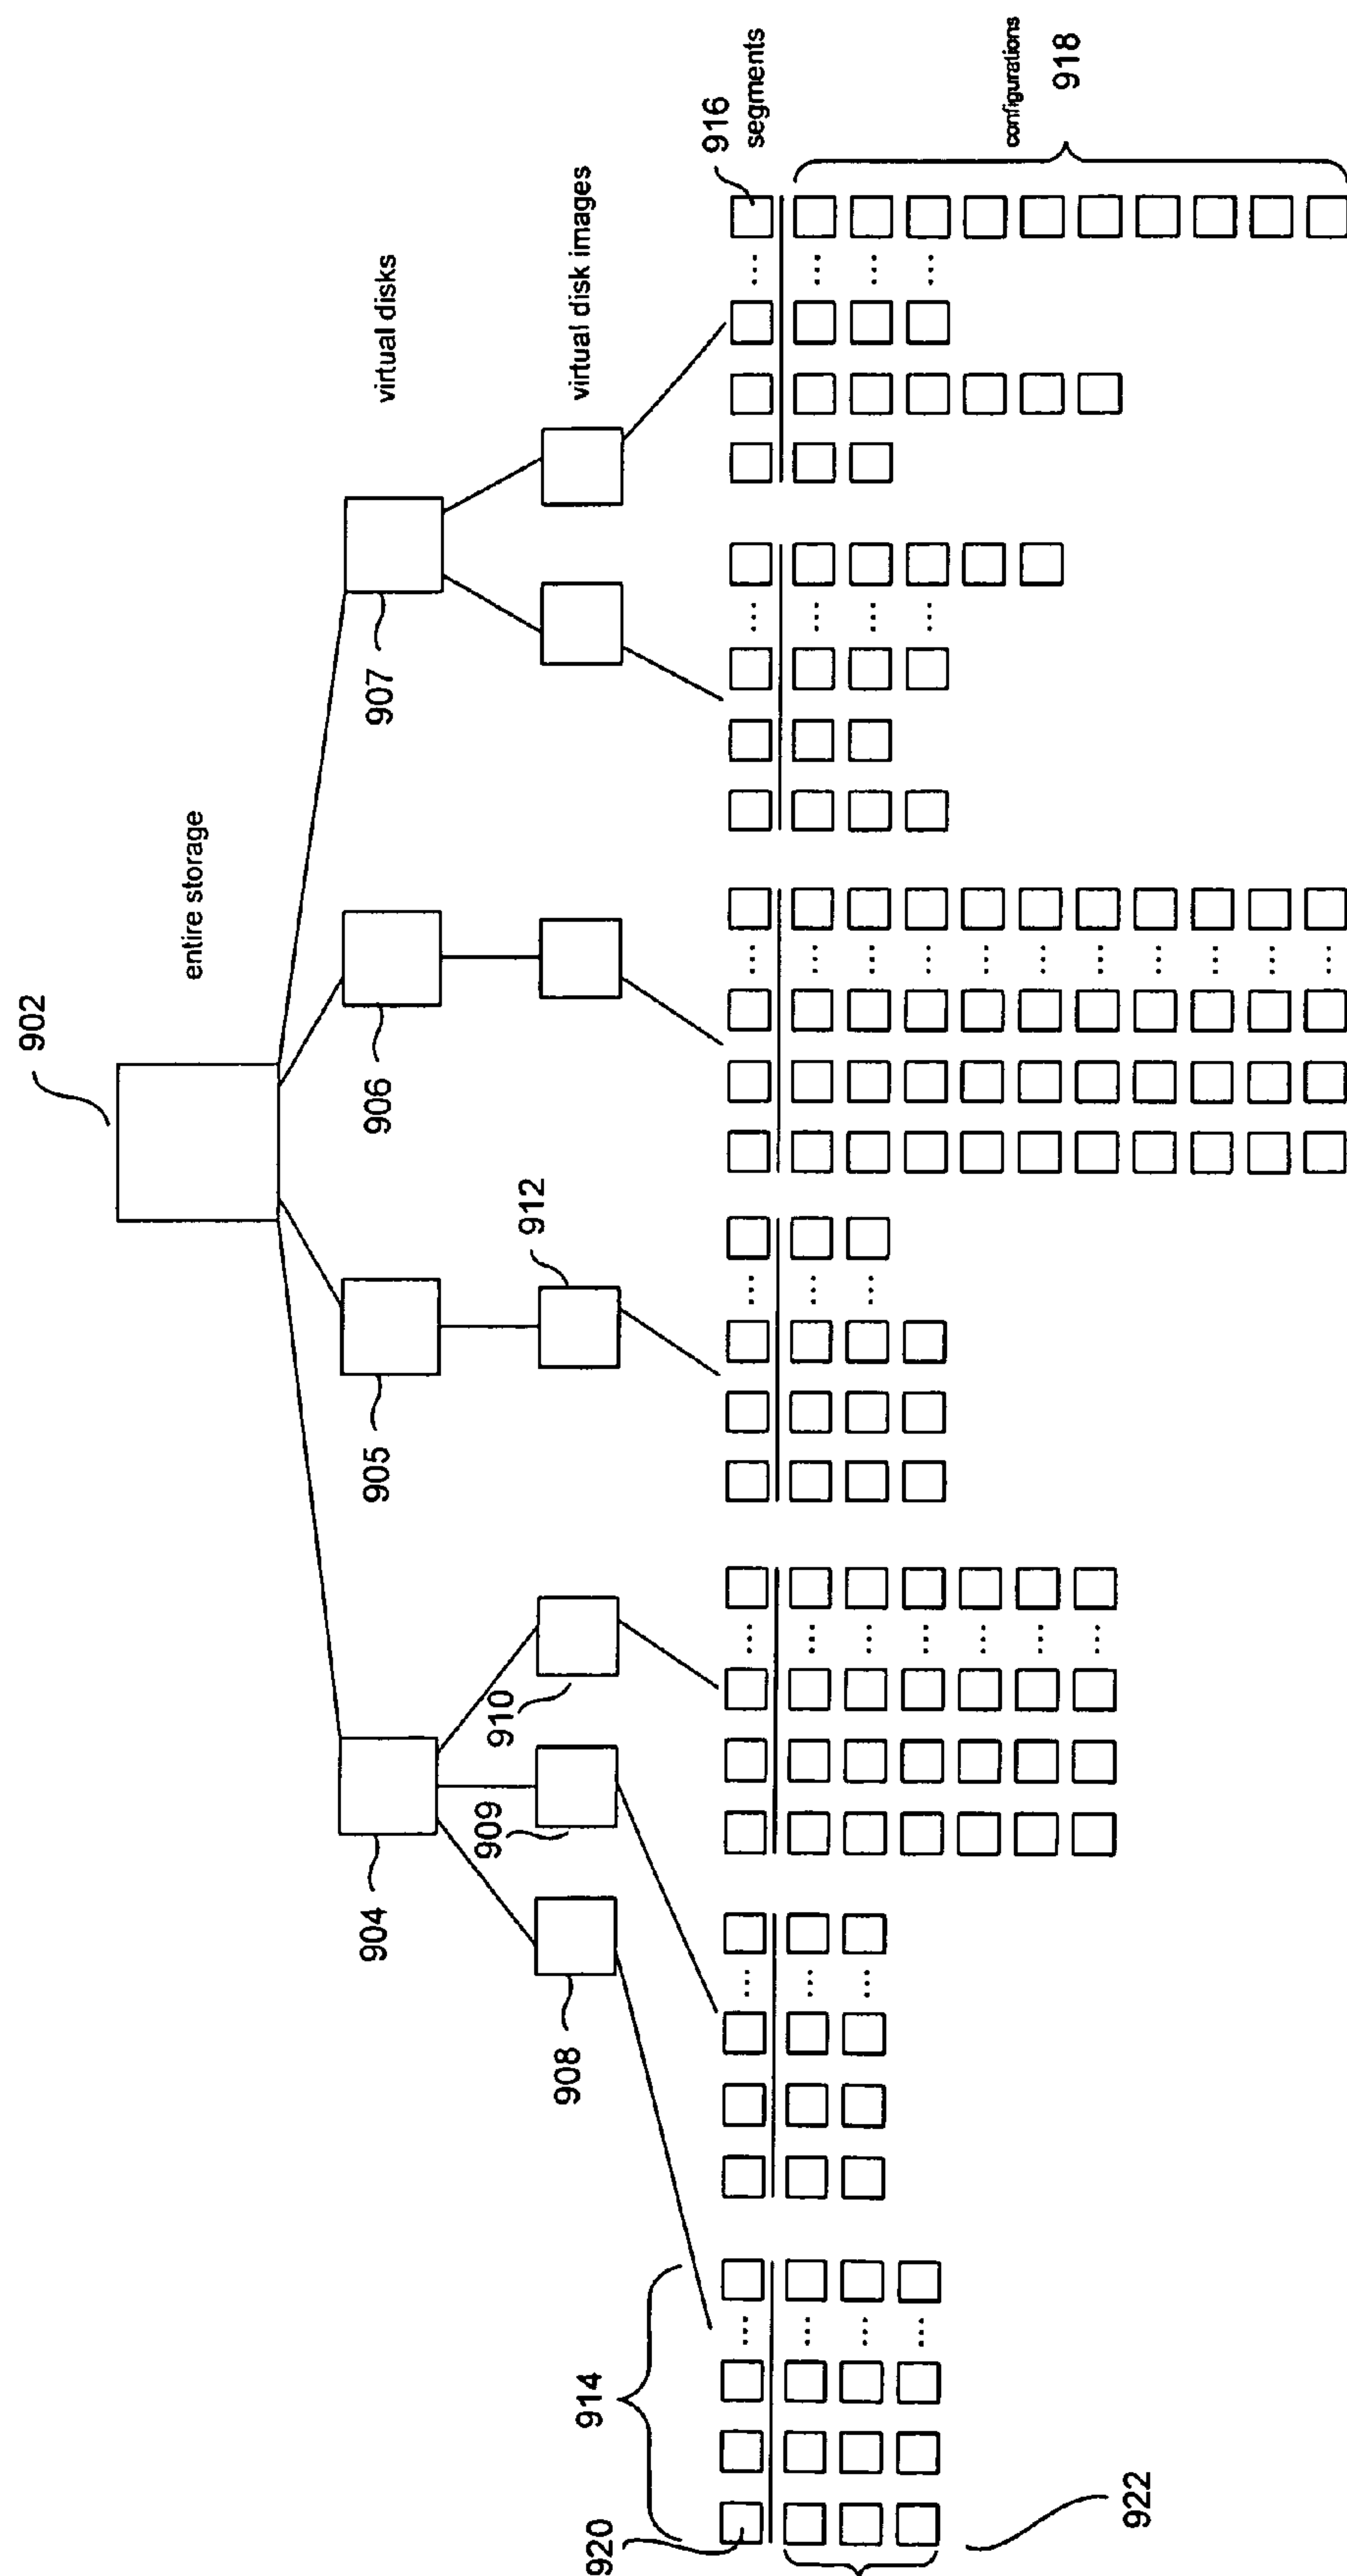 902
entire storage
virtual disks
904
905
906
907
virtual disk images
908
909
910
912
914
916
segments
920
configurations
918
922